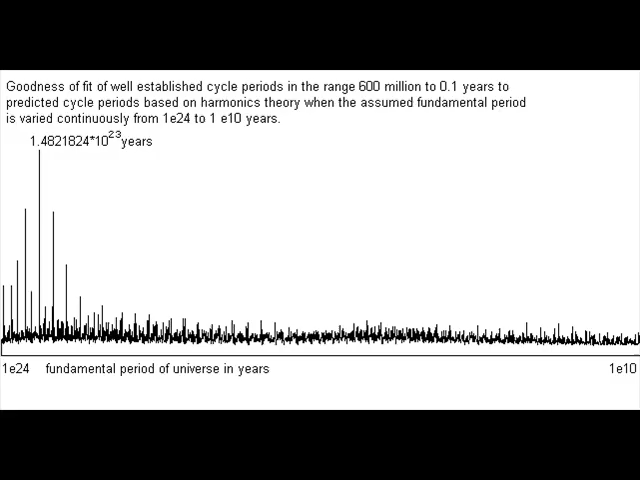 Goodness of fit of well established cycle periods in the range 600 million to 0.1 years to
predicted cycle periods based on harmonics theory when the assumed fundamental period
is varied continuously from 1e24 to 1 e10 years.
1.4821824*10^23 years
1e24 fundamental period of universe in years 1e10